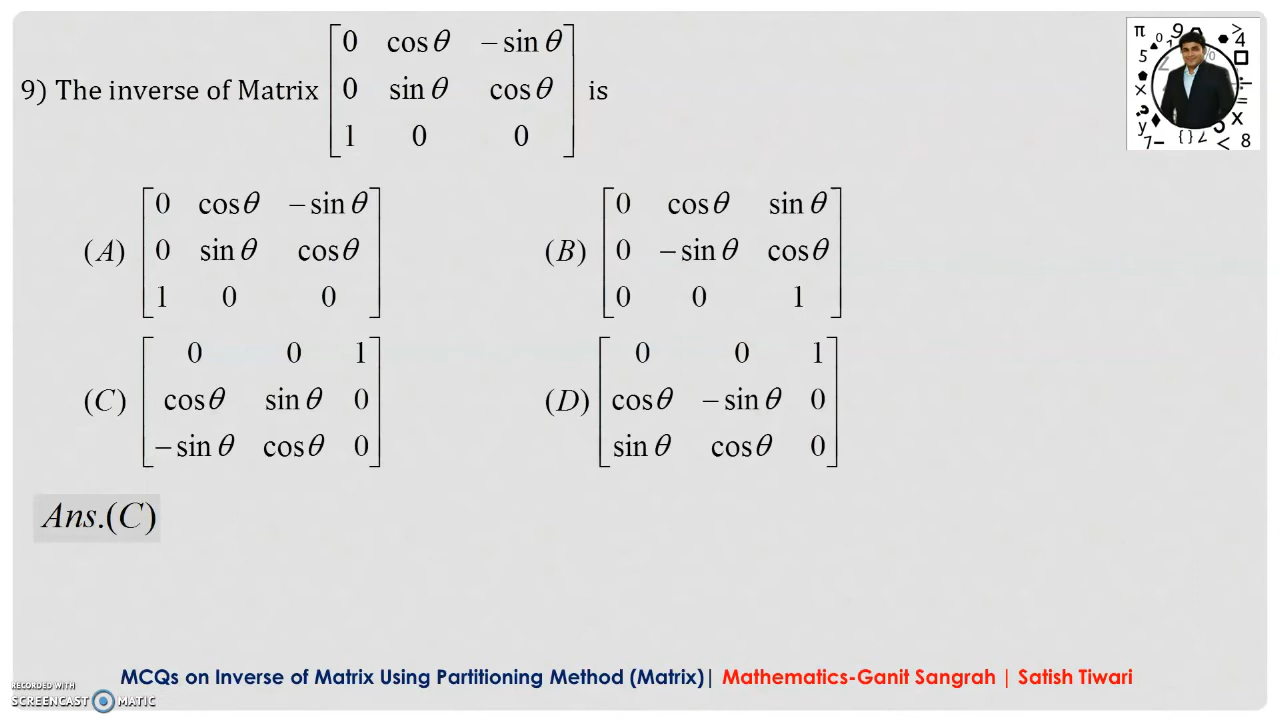 0 cosθ −sinθ
9) The inverse of Matrix 0 sinθ cosθ is
1 0 0
0 cosθ −sinθ
(A) 0 sinθ cosθ
1 0 0
0 cosθ sinθ
(B) 0 −sinθ cosθ
0 0 1
0 0 1
(C) cosθ sinθ 0
−sinθ cosθ 0
0 0 1
(D) cosθ −sinθ 0
sinθ cosθ 0
Ans.(C)
MCQs on Inverse of Matrix Using Partitioning Method (Matrix)| Mathematics-Ganit Sangrah | Satish Tiwari
RECORDED WITH
SCREENCAST MATIC